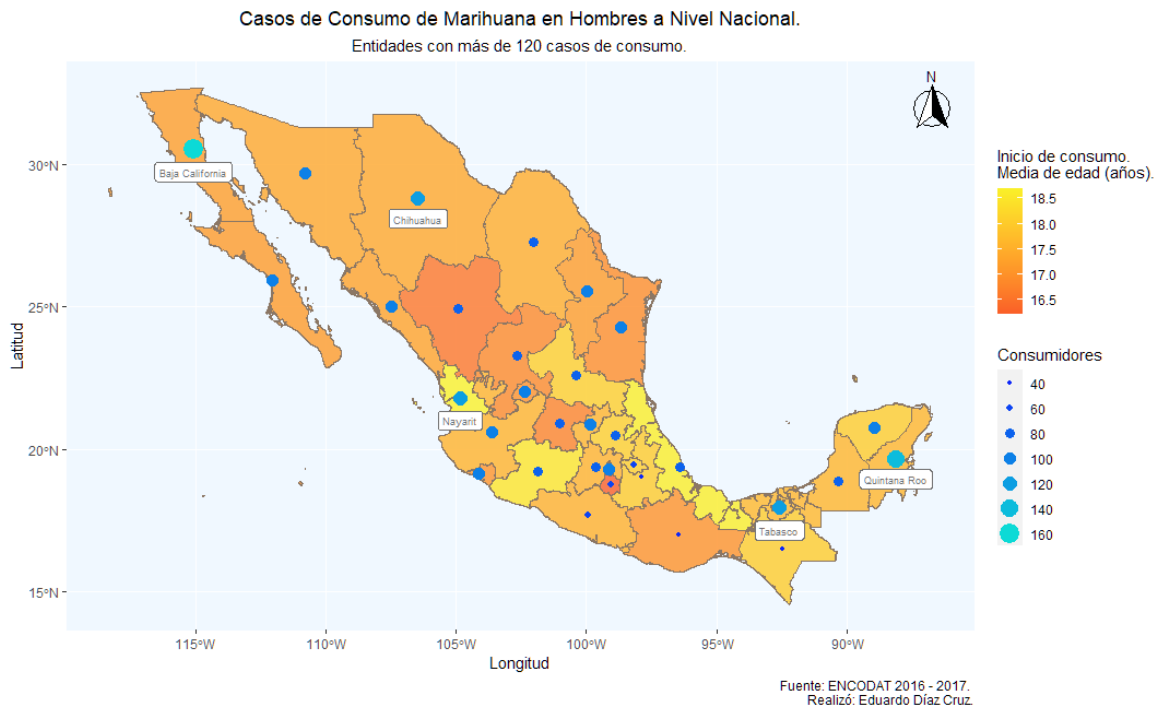 Casos de Consumo de Marihuana en Hombres a Nivel Nacional.
Entidades con más de 120 casos de consumo.
N
30°N
25°N
20°N
15°N
Latitud
Baja California
Chihuahua
Nayarit
Quintana Roo
Tabasco
115°W
110°W
105°W
100°W
95°W
90°W
Longitud
Inicio de consumo.
Media de edad (años).
18.5
18.0
17.5
17.0
16.5
Consumidores
40
60
80
100
120
140
160
Fuente: ENCODAT 2016 - 2017.
Realizó: Eduardo Díaz Cruz.